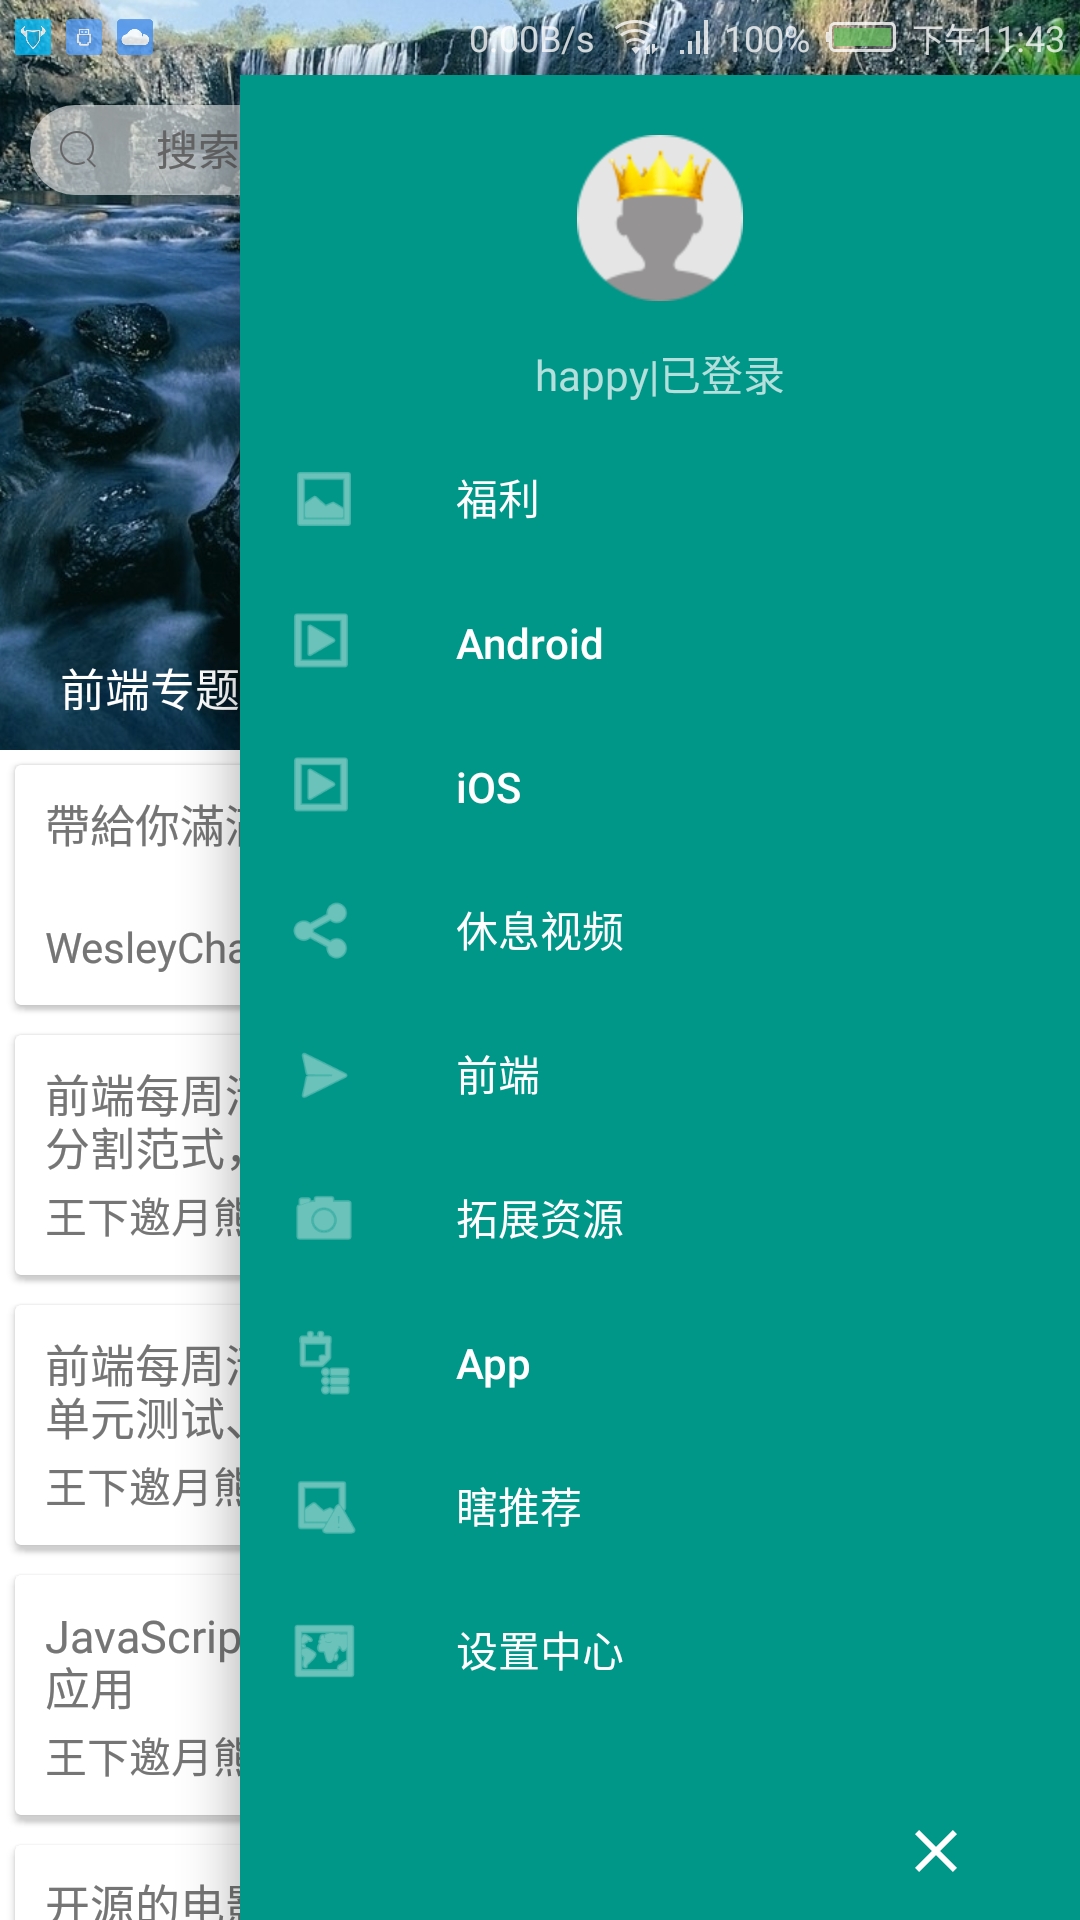 0.00B/s 100% 下午11:43
搜索
前端专题
帶給你滿
WesleyCha
前端每周
分割范式，
王下邀月熊
前端每周
单元测试、
王下邀月熊
JavaScrip
应用
王下邀月熊
开源的电影
happy|已登录
福利
Android
iOS
休息视频
前端
拓展资源
App
瞎推荐
设置中心